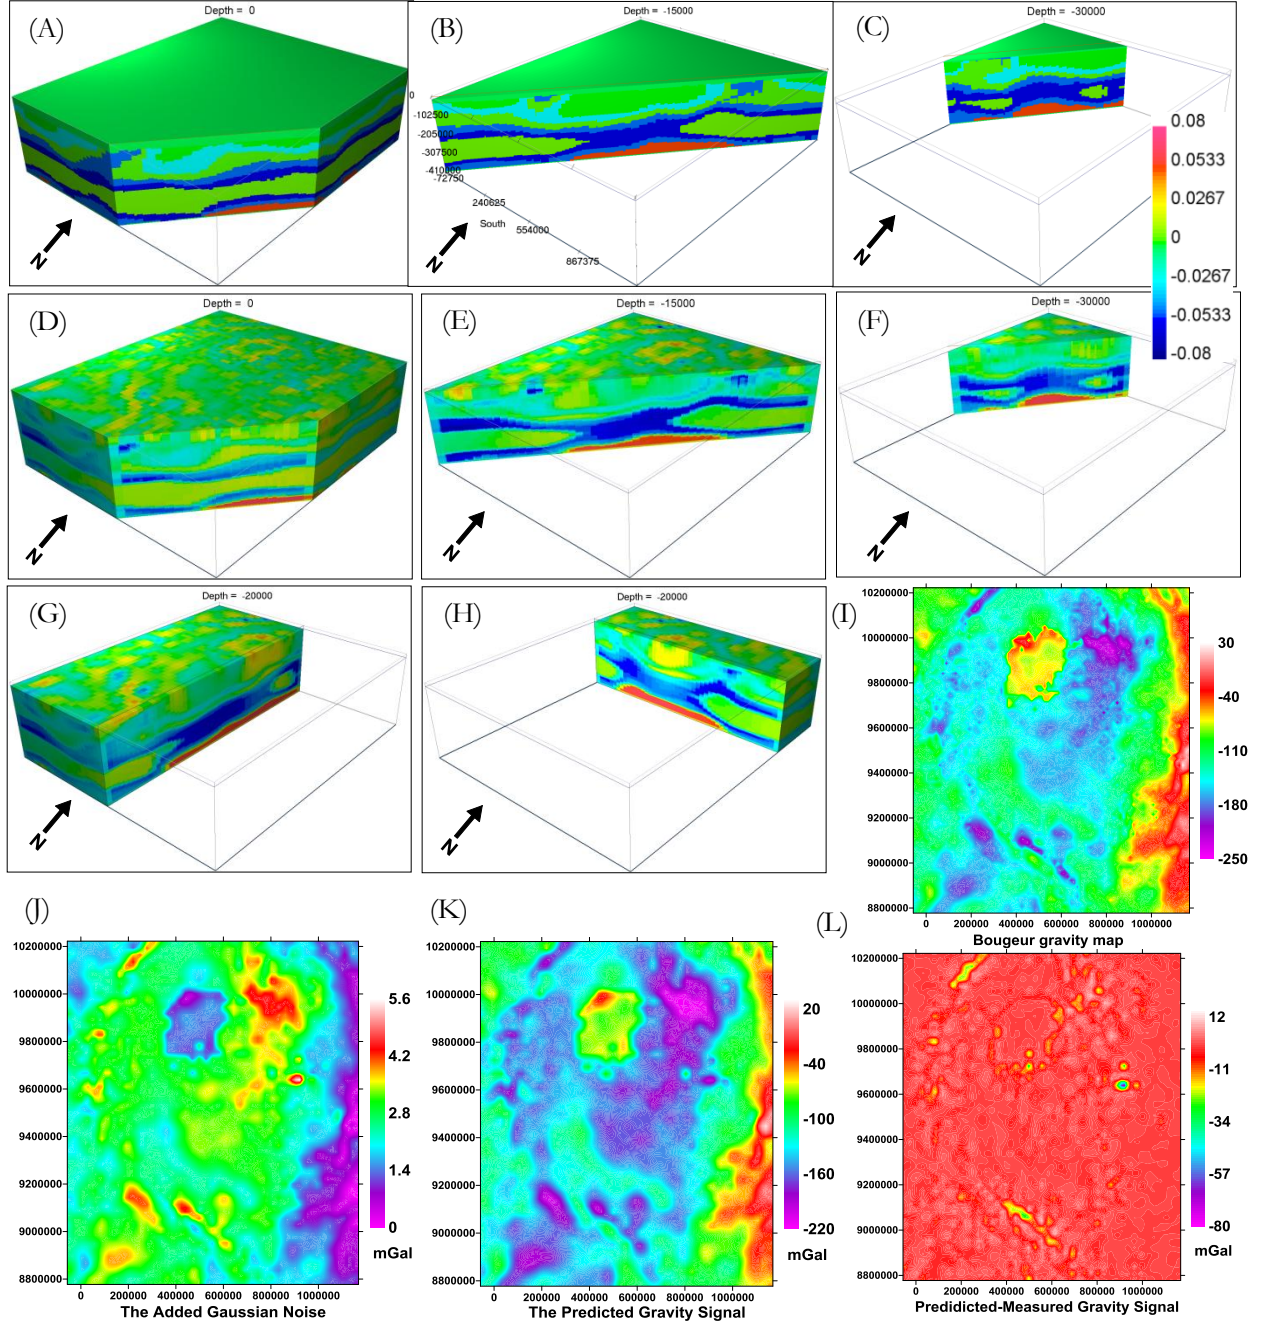 (A)
Depth = 0
N
(B)
Depth = -15000
0
-102500
-205000
-307500
-410000
-72750
240625
South
554000
867375
N
(C)
Depth = -30000
N
0.08
0.0533
0.0267
0
-0.0267
-0.0533
-0.08
(D)
Depth = 0
N
(E)
Depth = -15000
N
(F)
Depth = -30000
N
(G)
Depth = -20000
N
(H)
Depth = -20000
N
(I)
10200000
10000000
9800000
9600000
9400000
9200000
9000000
8800000
0 200000 400000 600000 800000 1000000
Bougeur gravity map
30
-40
-110
-180
-250
(J)
10200000
10000000
9800000
9600000
9400000
9200000
9000000
8800000
0 200000 400000 600000 800000 1000000
The Added Gaussian Noise
5.6
4.2
2.8
1.4
0
mGal
(K)
10200000
10000000
9800000
9600000
9400000
9200000
9000000
8800000
0 200000 400000 600000 800000 1000000
The Predicted Gravity Signal
20
-40
-100
-160
-220
mGal
(L)
10200000
10000000
9800000
9600000
9400000
9200000
9000000
8800000
0 200000 400000 600000 800000 1000000
Predidicted-Measured Gravity Signal
12
-11
-34
-57
-80
mGal